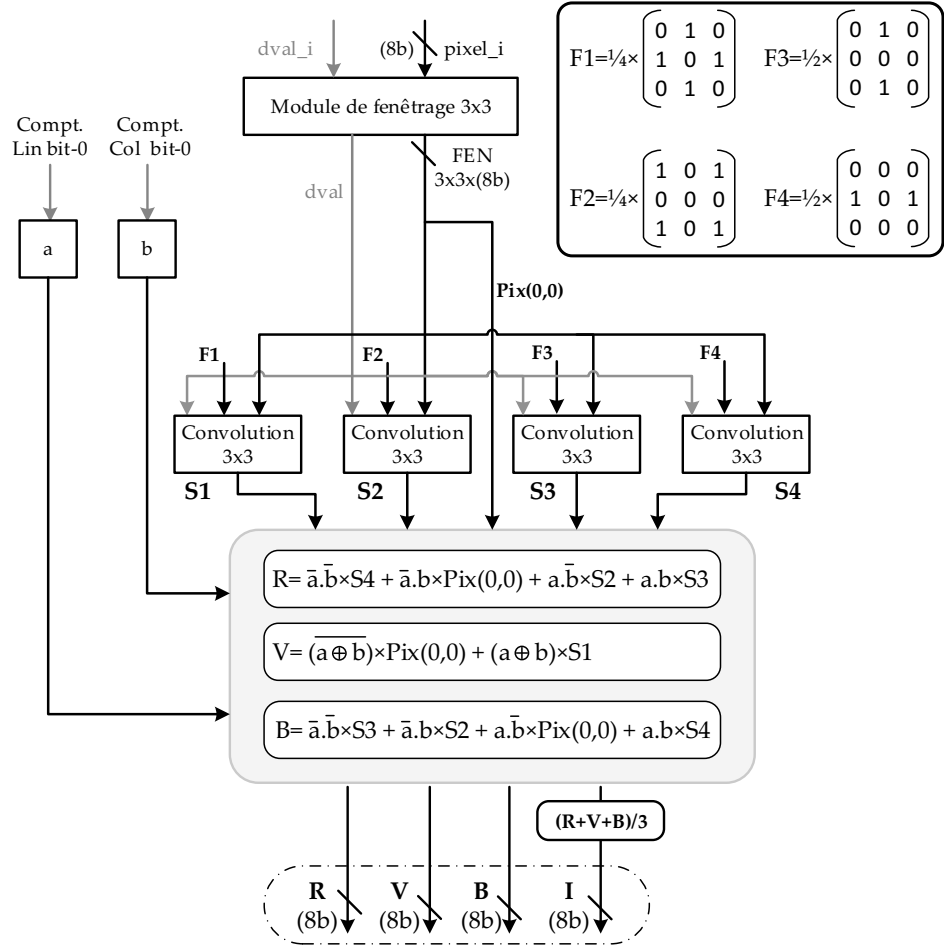 dval_i
(8b) pixel_i
Module de fenêtrage 3x3
Compt.
Lin bit-0
Compt.
Col bit-0
a
b
dval
FEN
3x3x(8b)
Pix(0,0)
F1=¼×
0 1 0
1 0 1
0 1 0
F3=½×
0 1 0
0 0 0
0 1 0
F2=¼×
1 0 1
0 0 0
1 0 1
F4=½×
0 0 0
1 0 1
0 0 0
F1
F2
F3
F4
Convolution
3x3
Convolution
3x3
Convolution
3x3
Convolution
3x3
S1
S2
S3
S4
R= a̅.b̅×S4 + a̅.b×Pix(0,0) + a.b̅×S2 + a.b×S3
V= (a̅ ⊕̅ b̅)×Pix(0,0) + (a ⊕ b)×S1
B= a̅.b̅×S3 + a̅.b×S2 + a.b̅×Pix(0,0) + a.b×S4
(R+V+B)/3
R
(8b)
V
(8b)
B
(8b)
I
(8b)